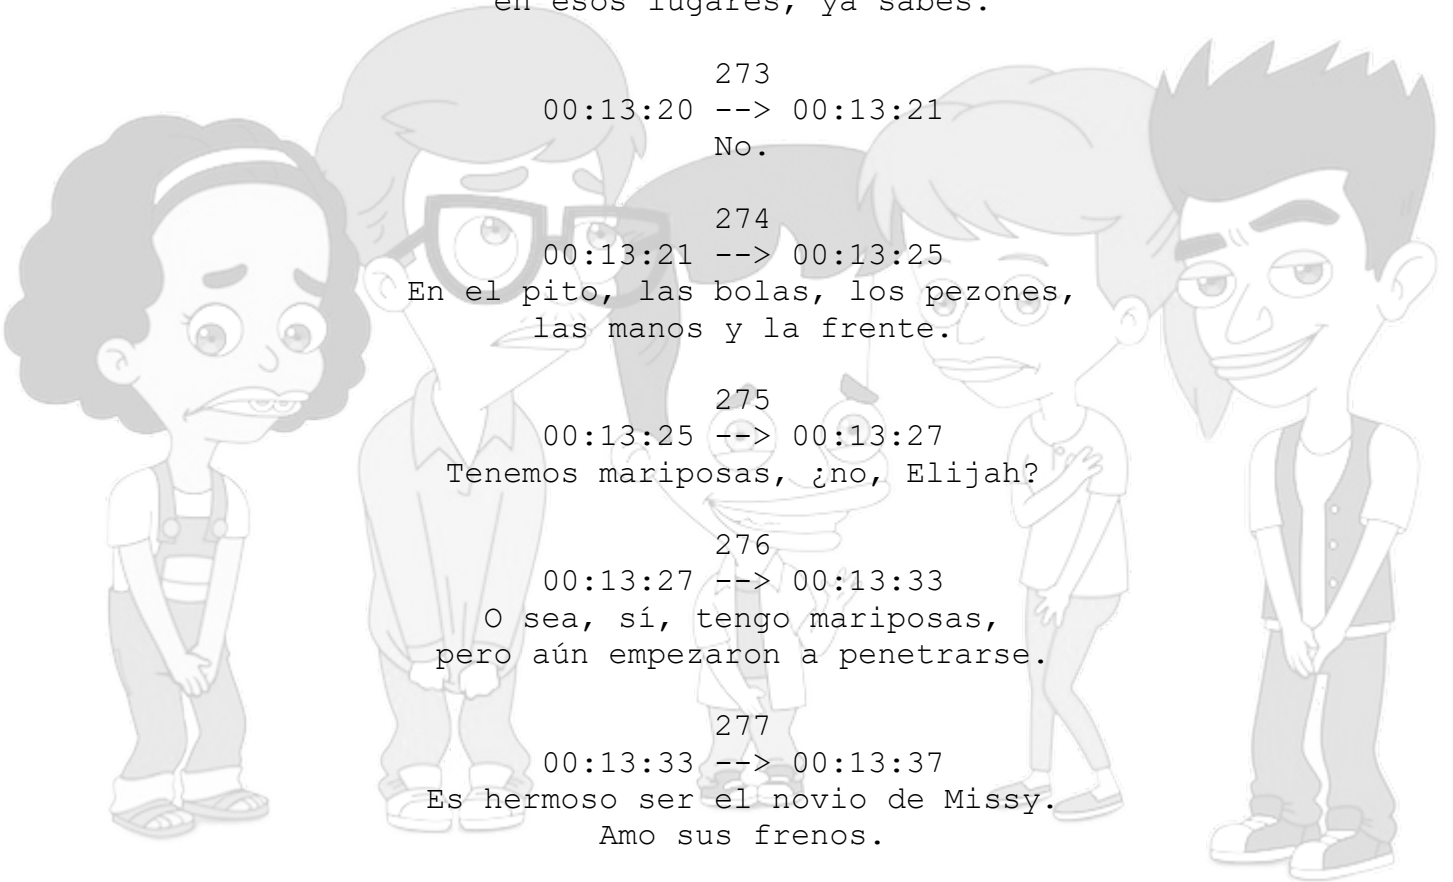 en esos lugares, ya sabes.
273
00:13:20 --> 00:13:21
No.
274
00:13:21 --> 00:13:25
En el pito, las bolas, los pezones,
las manos y la frente.
275
00:13:25 --> 00:13:27
Tenemos mariposas, ¿no, Elijah?
276
00:13:27 --> 00:13:33
O sea, sí, tengo mariposas,
pero aún empezaron a penetrarse.
277
00:13:33 --> 00:13:37
Es hermoso ser el novio de Missy.
Amo sus frenos.